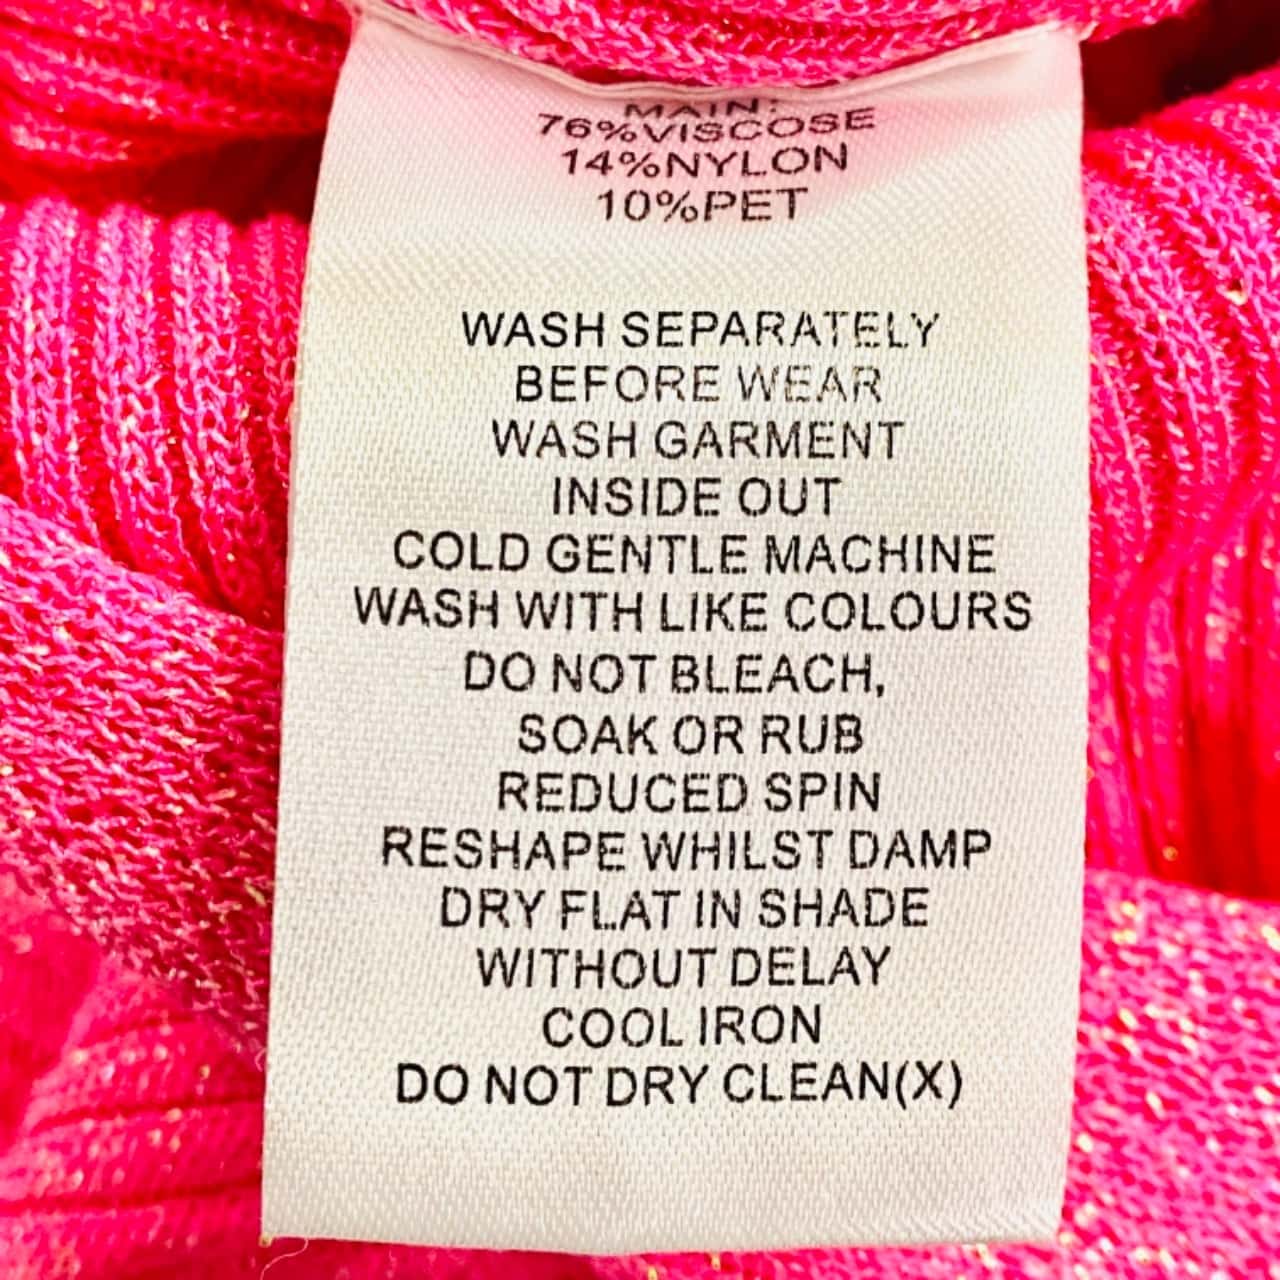 MAIN:
76%VISCOSE
14%NYLON
10%PET
WASH SEPARATELY
BEFORE WEAR
WASH GARMENT
INSIDE OUT
COLD GENTLE MACHINE
WASH WITH LIKE COLOURS
DO NOT BLEACH,
SOAK OR RUB
REDUCED SPIN
RESHAPE WHILST DAMP
DRY FLAT IN SHADE
WITHOUT DELAY
COOL IRON
DO NOT DRY CLEAN(X)